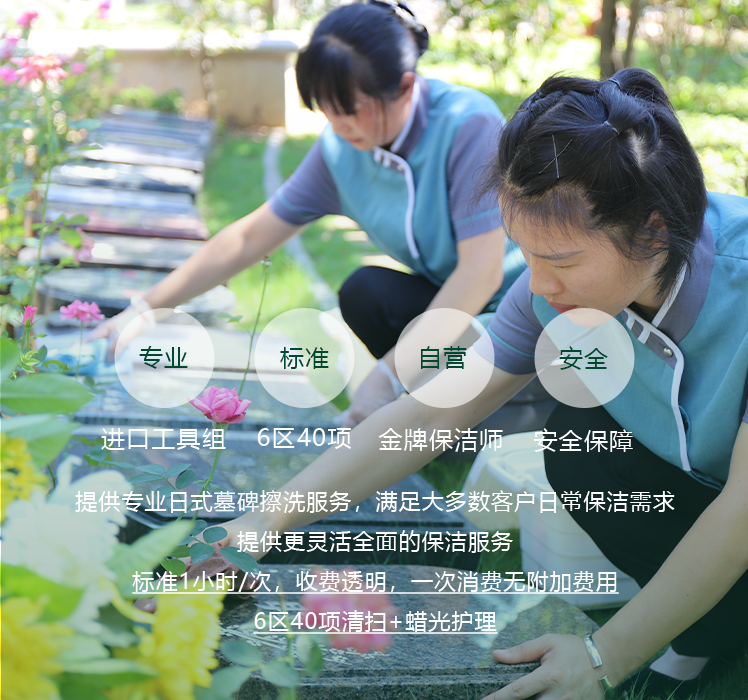 专业 标准 自营 安全
进口工具组 6区40项 金牌保洁师 安全保障
提供专业日式墓碑擦洗服务，满足大多数客户日常保洁需求
提供更灵活全面的保洁服务
标准1小时/次，收费透明，一次消费无附加费用
6区40项清扫+蜡光护理